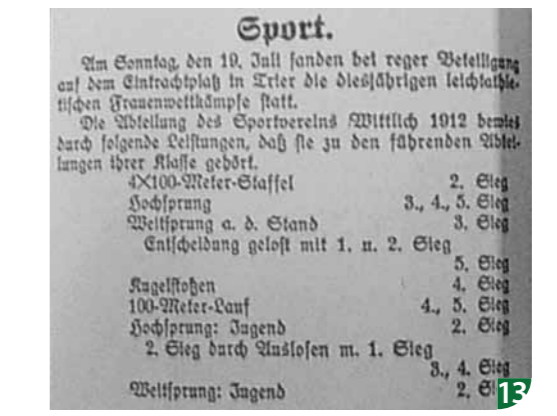 Sport.
Am Sonntag, den 19. Juli fanden bei reger Beteiligung
auf dem Eintrachtplatz in Trier die diesjährigen leichtathle-
tischen Frauenwettkämpfe statt.
Die Abteilung des Sportvereins Wittlich 1912 bewies
durch folgende Leistungen, daß sie zu den führenden Abtei-
lungen ihrer Klasse gehört.
4X100-Meter-Staffel 2. Sieg
Hochsprung 3., 4., 5. Sieg
Weitsprung a. d. Stand 3. Sieg
Entscheidung gelost mit 1. u. 2. Sieg
5. Sieg
Kugelstoßen 4. Sieg
100-Meter-Lauf 4., 5. Sieg
Hochsprung: Jugend 2. Sieg
2. Sieg durch Auslosen m. 1. Sieg
3., 4. Sieg
Weitsprung: Jugend 2.
13